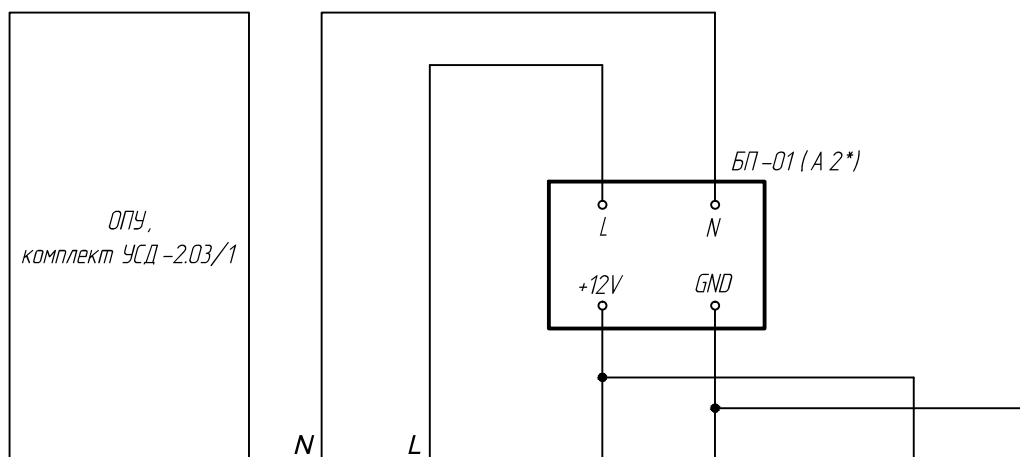 БП-01 (А 2*)
ОПУ,
комплект УСД-2.03/1
L N
+12V GND
N L